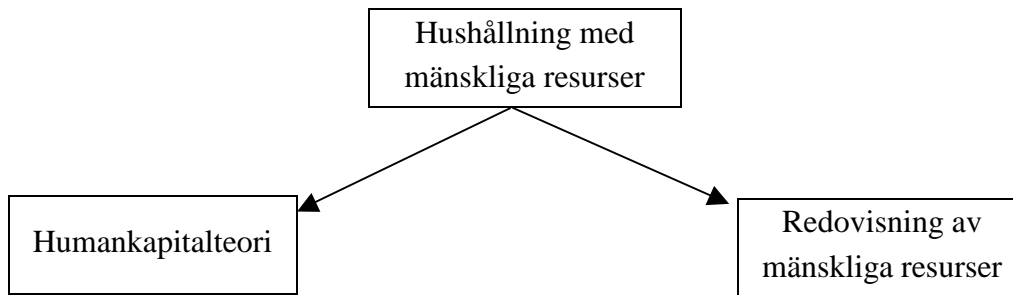 Hushållning med
mänskliga resurser
Humankapitalteori
Redovisning av
mänskliga resurser